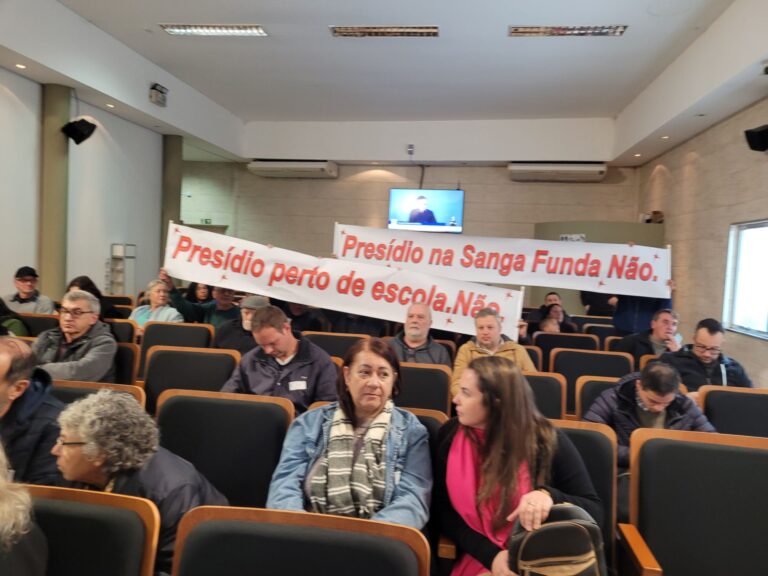 Presídio perto de escola.Não.
Presídio na Sanga Funda Não.